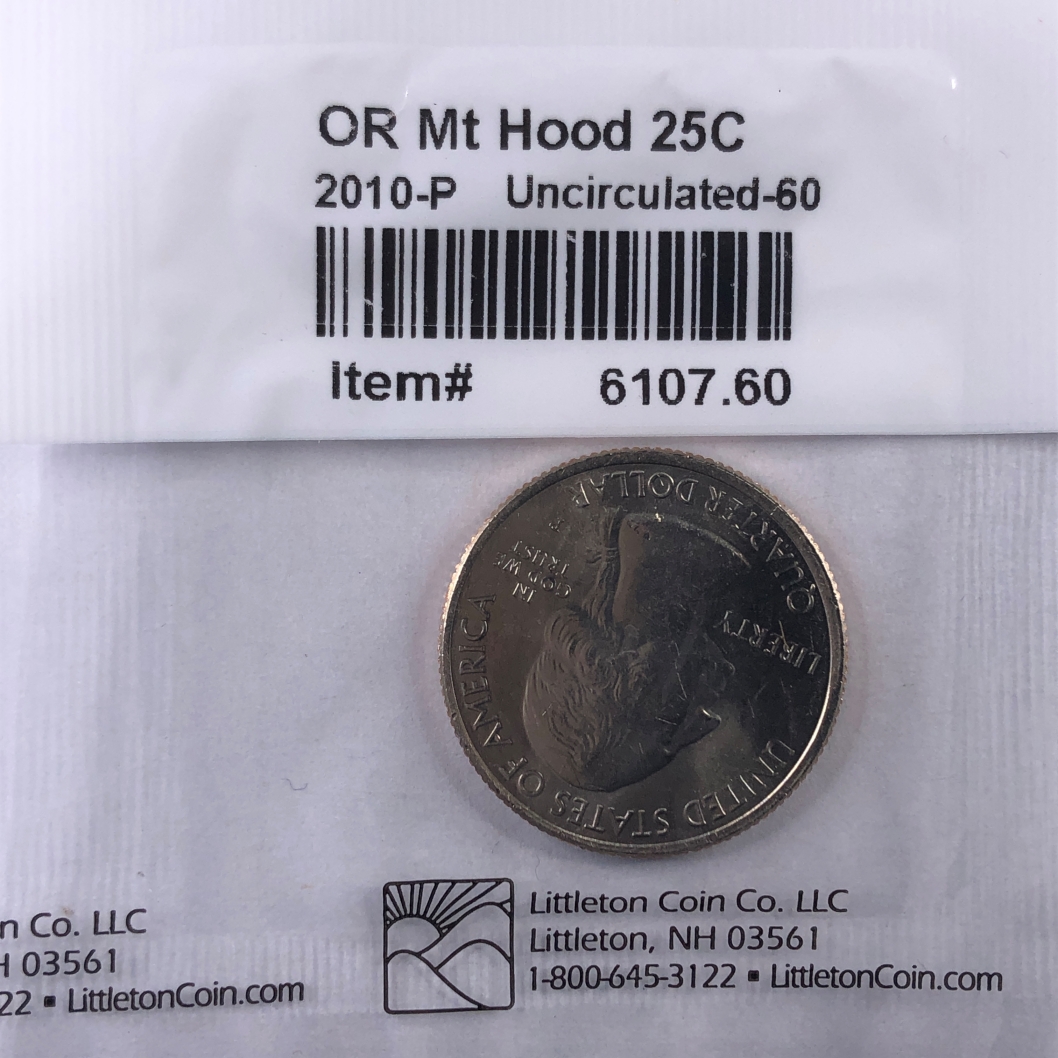 OR Mt Hood 25C
2010-P Uncirculated-60
Item# 6107.60
UNITED STATES OF AMERICA
LIBERTY
IN
GOD WE
TRUST
QUARTER DOLLAR
n Co. LLC
H 03561
22 ▪ LittletonCoin.com
Littleton Coin Co. LLC
Littleton, NH 03561
1-800-645-3122 ▪ LittletonCoin.com